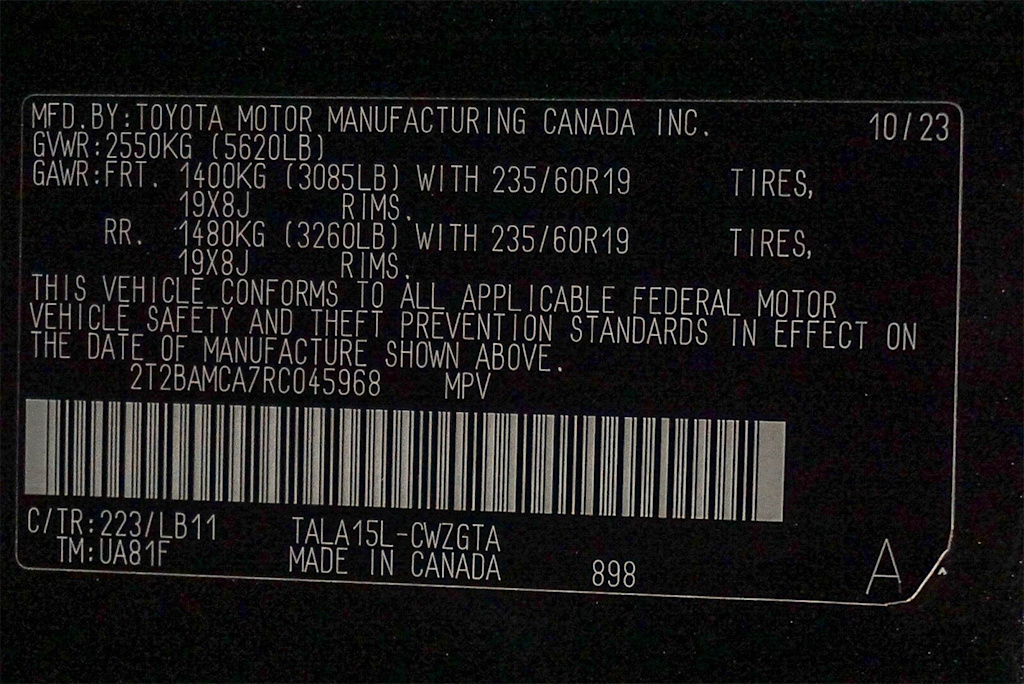 MFD.BY:TOYOTA MOTOR MANUFACTURING CANADA INC. 10/23
GVWR:2550KG (5620LB)
GAWR:FRT. 1400KG (3085LB) WITH 235/60R19 TIRES,
19X8J RIMS.
RR. 1480KG (3260LB) WITH 235/60R19 TIRES,
19X8J RIMS.
THIS VEHICLE CONFORMS TO ALL APPLICABLE FEDERAL MOTOR
VEHICLE SAFETY AND THEFT PREVENTION STANDARDS IN EFFECT ON
THE DATE OF MANUFACTURE SHOWN ABOVE.
2T2BAMCA7RC045968 MPV
C/TR:223/LB11 TALA15L-CWZGTA
TM:UA81F MADE IN CANADA 898 A